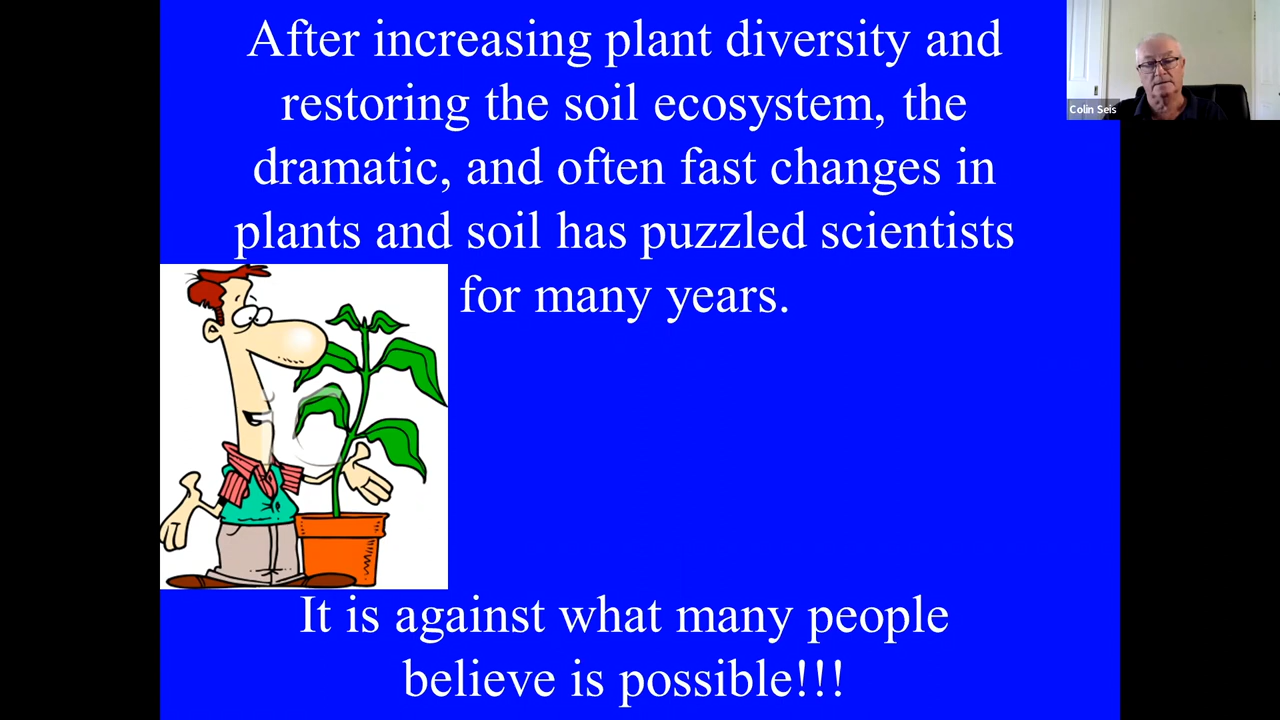 After increasing plant diversity and
restoring the soil ecosystem, the
dramatic, and often fast changes in
plants and soil has puzzled scientists
for many years.
It is against what many people
believe is possible!!!
Colin Seis